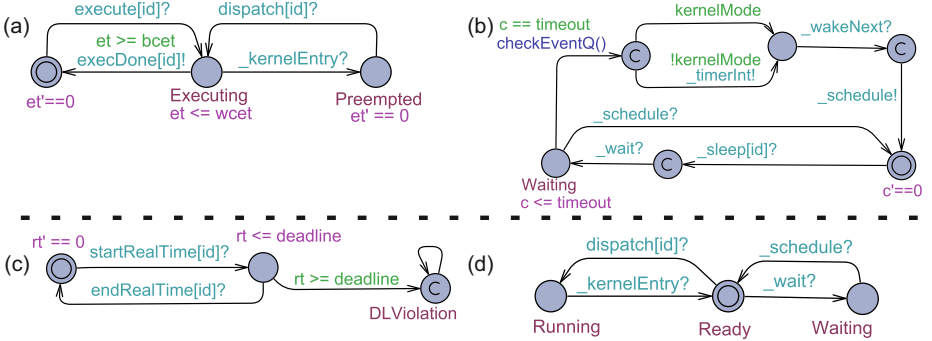 (a)
execute[id]?
dispatch[id]?
et >= bcet
execDone[id]!
_kernelEntry?
et'==0
Executing
et <= wcet
Preempted
et' == 0
(b)
c == timeout
checkEventQ()
kernelMode
C
!kernelMode
_timerInt!
_wakeNext?
C
_schedule!
_schedule?
_wait?
C
_sleep[id]?
Waiting
c <= timeout
c'==0
(c)
rt' == 0
rt <= deadline
startRealTime[id]?
endRealTime[id]?
rt >= deadline
C
DLViolation
(d)
dispatch[id]?
_schedule?
_kernelEntry?
_wait?
Running
Ready
Waiting